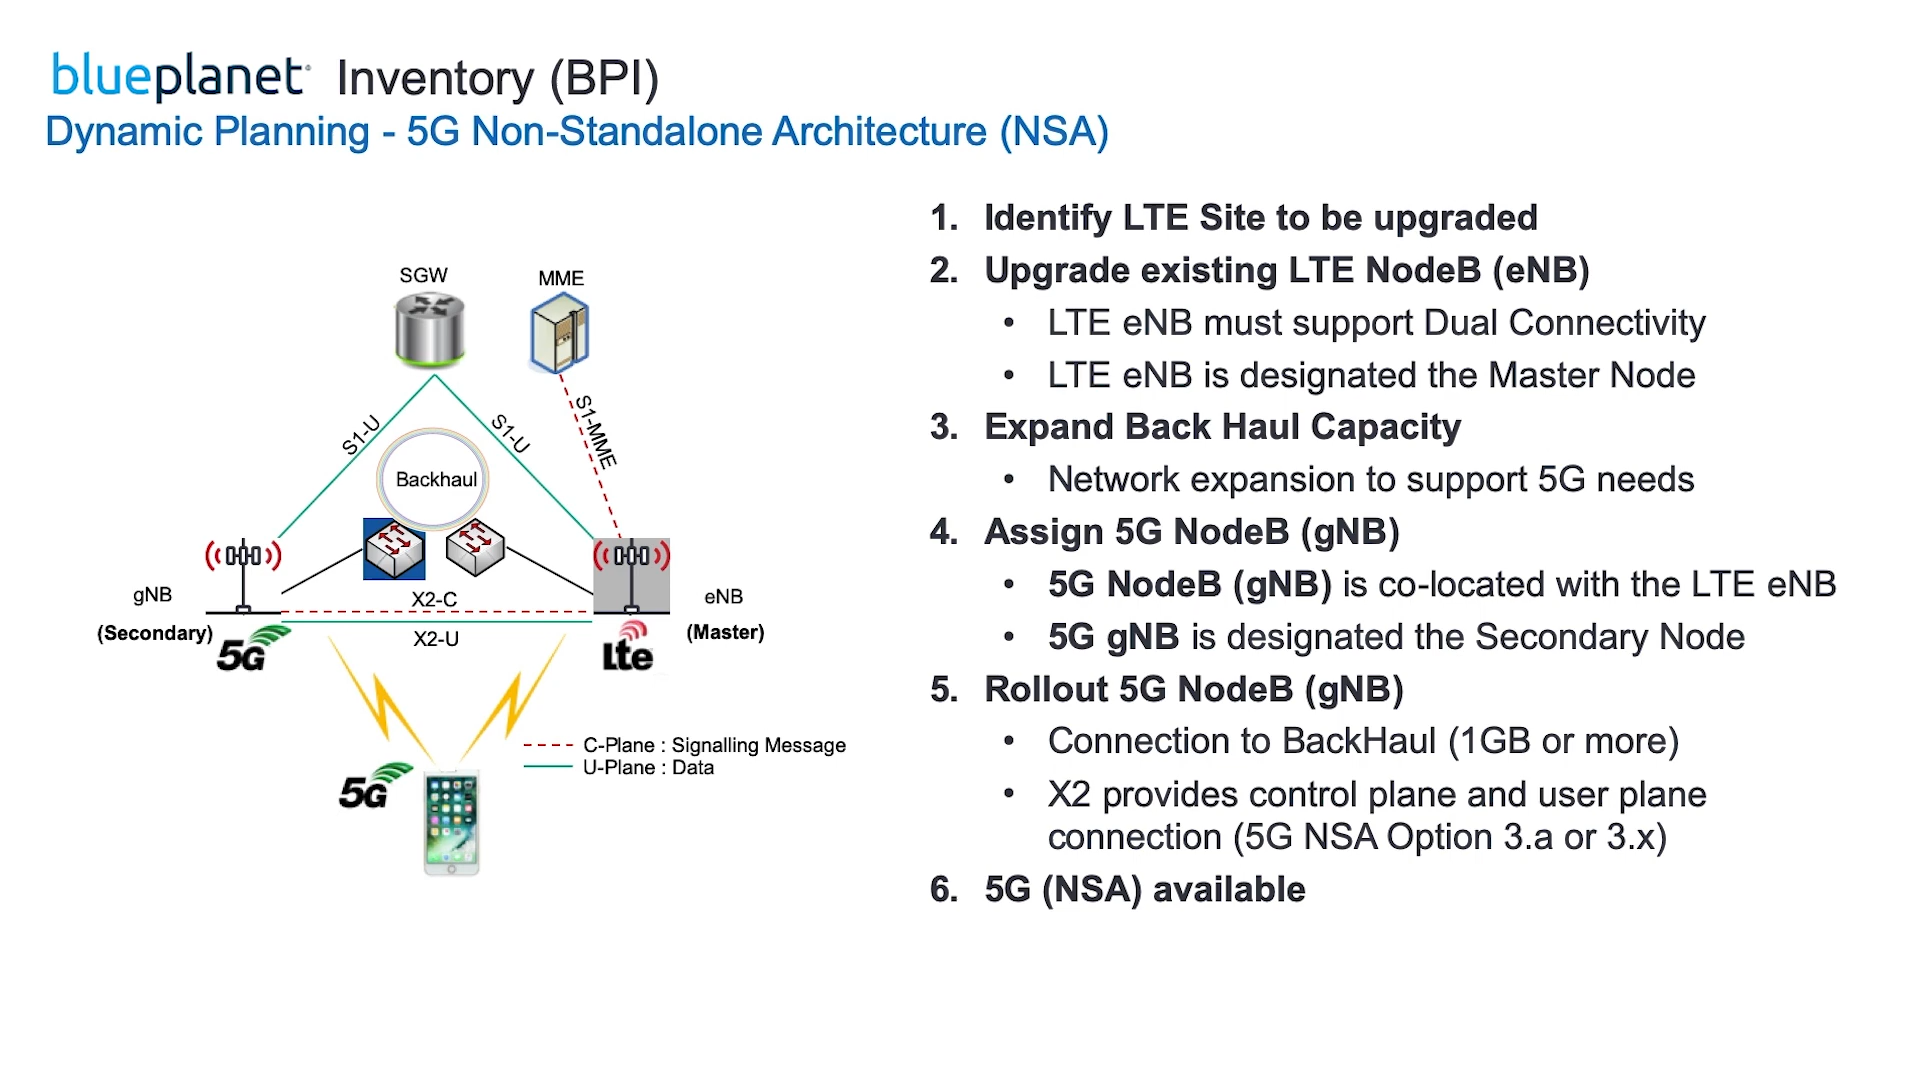 blueplanet Inventory (BPI)
Dynamic Planning - 5G Non-Standalone Architecture (NSA)
SGW
MME
S1-U
S1-U
S1-MME
Backhaul
gNB
(Secondary)
5G
X2-C
X2-U
eNB
(Master)
lte
C-Plane : Signalling Message
U-Plane : Data
5G
1. Identify LTE Site to be upgraded
2. Upgrade existing LTE NodeB (eNB)
• LTE eNB must support Dual Connectivity
• LTE eNB is designated the Master Node
3. Expand Back Haul Capacity
• Network expansion to support 5G needs
4. Assign 5G NodeB (gNB)
• 5G NodeB (gNB) is co-located with the LTE eNB
• 5G gNB is designated the Secondary Node
5. Rollout 5G NodeB (gNB)
• Connection to BackHaul (1GB or more)
• X2 provides control plane and user plane
connection (5G NSA Option 3.a or 3.x)
6. 5G (NSA) available